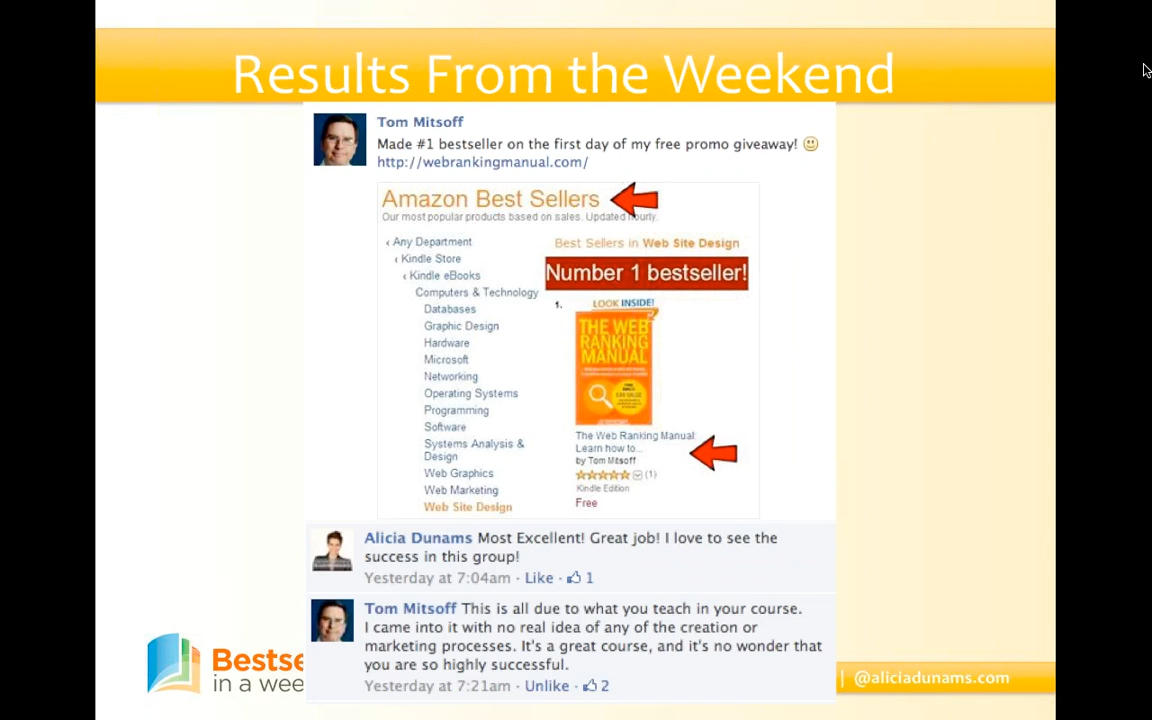 Results From the Weekend
Tom Mitsoff
Made #1 bestseller on the first day of my free promo giveaway!
http://webrankingmanual.com/
Amazon Best Sellers
Our most popular products based on sales. Updated hourly.
‹ Any Department
‹ Kindle Store
‹ Kindle eBooks
Computers & Technology
Databases
Graphic Design
Hardware
Microsoft
Networking
Operating Systems
Programming
Software
Systems Analysis &
Design
Web Graphics
Web Marketing
Web Site Design
Best Sellers in Web Site Design
Number 1 bestseller!
1.
LOOK INSIDE!
THE WEB
RANKING
MANUAL
The Web Ranking Manual:
Learn how to...
by Tom Mitsoff
(1)
Kindle Edition
Free
Alicia Dunams Most Excellent! Great job! I love to see the
success in this group!
Yesterday at 7:04am · Like · 1
Tom Mitsoff This is all due to what you teach in your course.
I came into it with no real idea of any of the creation or
marketing processes. It's a great course, and it's no wonder that
you are so highly successful.
Yesterday at 7:21am · Unlike · 2
Bestse
in a wee
| @aliciadunams.com